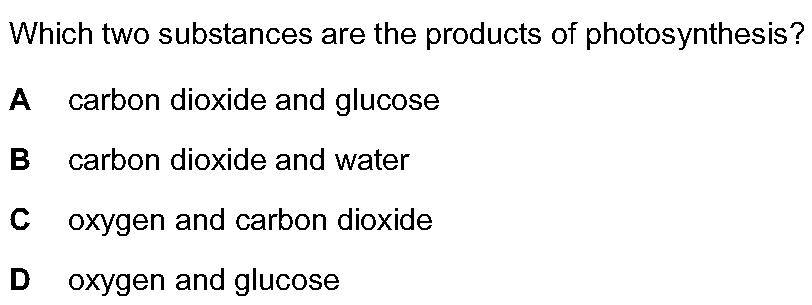 Which two substances are the products of photosynthesis?
A carbon dioxide and glucose
B carbon dioxide and water
C oxygen and carbon dioxide
D oxygen and glucose